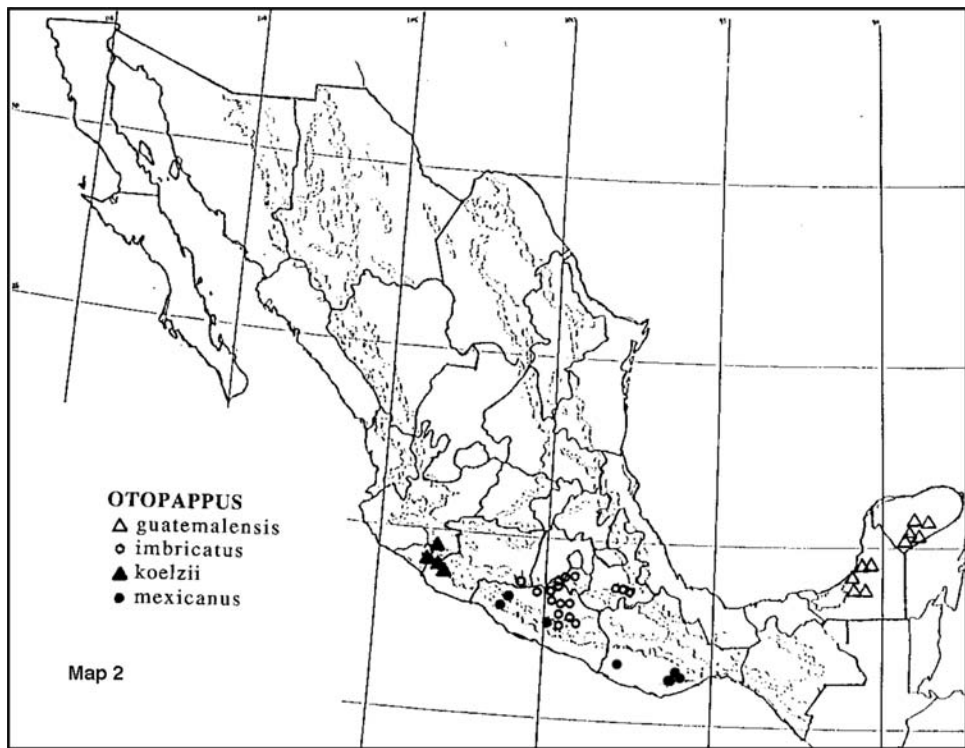 OTOPAPPUS
guatemalensis
imbricatus
koelzii
mexicanus
Map 2